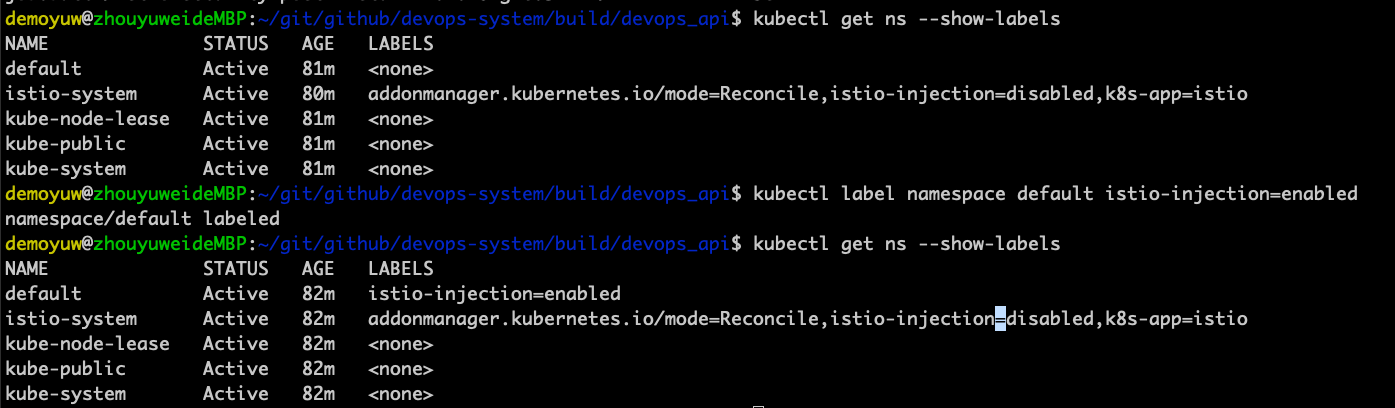 demoyuw@zhouyuweideMBP:~/git/github/devops-system/build/devops_api$ kubectl get ns --show-labels
NAME              STATUS   AGE   LABELS
default           Active   81m   <none>
istio-system      Active   80m   addonmanager.kubernetes.io/mode=Reconcile,istio-injection=disabled,k8s-app=istio
kube-node-lease   Active   81m   <none>
kube-public       Active   81m   <none>
kube-system       Active   81m   <none>
demoyuw@zhouyuweideMBP:~/git/github/devops-system/build/devops_api$ kubectl label namespace default istio-injection=enabled
namespace/default labeled
demoyuw@zhouyuweideMBP:~/git/github/devops-system/build/devops_api$ kubectl get ns --show-labels
NAME              STATUS   AGE   LABELS
default           Active   82m   istio-injection=enabled
istio-system      Active   82m   addonmanager.kubernetes.io/mode=Reconcile,istio-injection=disabled,k8s-app=istio
kube-node-lease   Active   82m   <none>
kube-public       Active   82m   <none>
kube-system       Active   82m   <none>